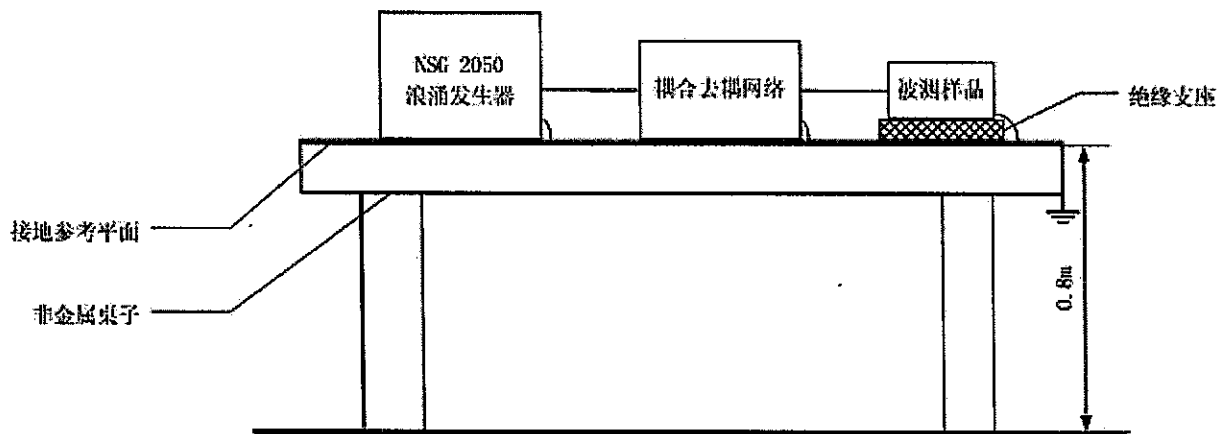 NSG 2050
浪涌发生器
耦合去耦网络
被测样品
绝缘支座
接地参考平面
非金属桌子
0.8m